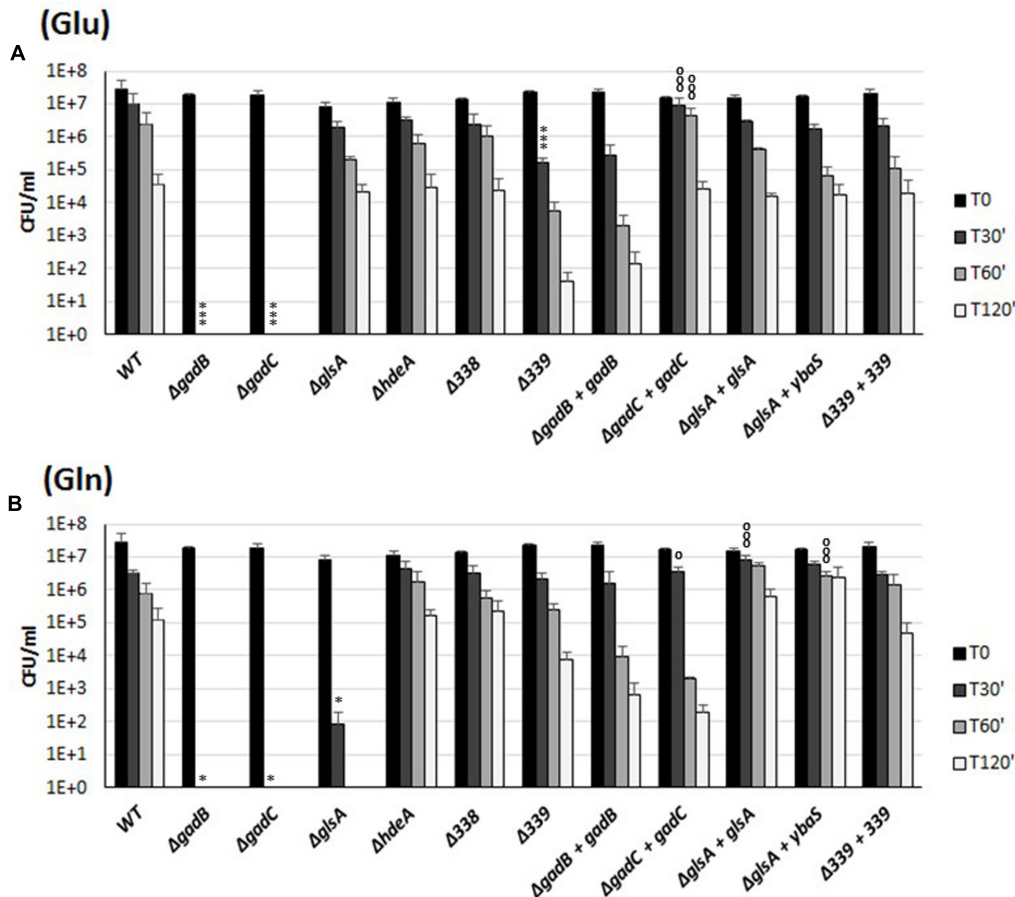 (Glu)
A
1E+8
1E+7
1E+6
1E+5
1E+4
1E+3
1E+2
1E+1
1E+0
CFU/ml
***
***
***
ooo
ooo
T0
T30'
T60'
T120'
WT
ΔgadB
ΔgadC
ΔglsA
ΔhdeA
Δ338
Δ339
ΔgadB + gadB
ΔgadC + gadC
ΔglsA + glsA
ΔglsA + ybaS
Δ339 + 339
(Gln)
B
1E+8
1E+7
1E+6
1E+5
1E+4
1E+3
1E+2
1E+1
1E+0
CFU/ml
*
*
*
o
ooo
ooo
T0
T30'
T60'
T120'
WT
ΔgadB
ΔgadC
ΔglsA
ΔhdeA
Δ338
Δ339
ΔgadB + gadB
ΔgadC + gadC
ΔglsA + glsA
ΔglsA + ybaS
Δ339 + 339